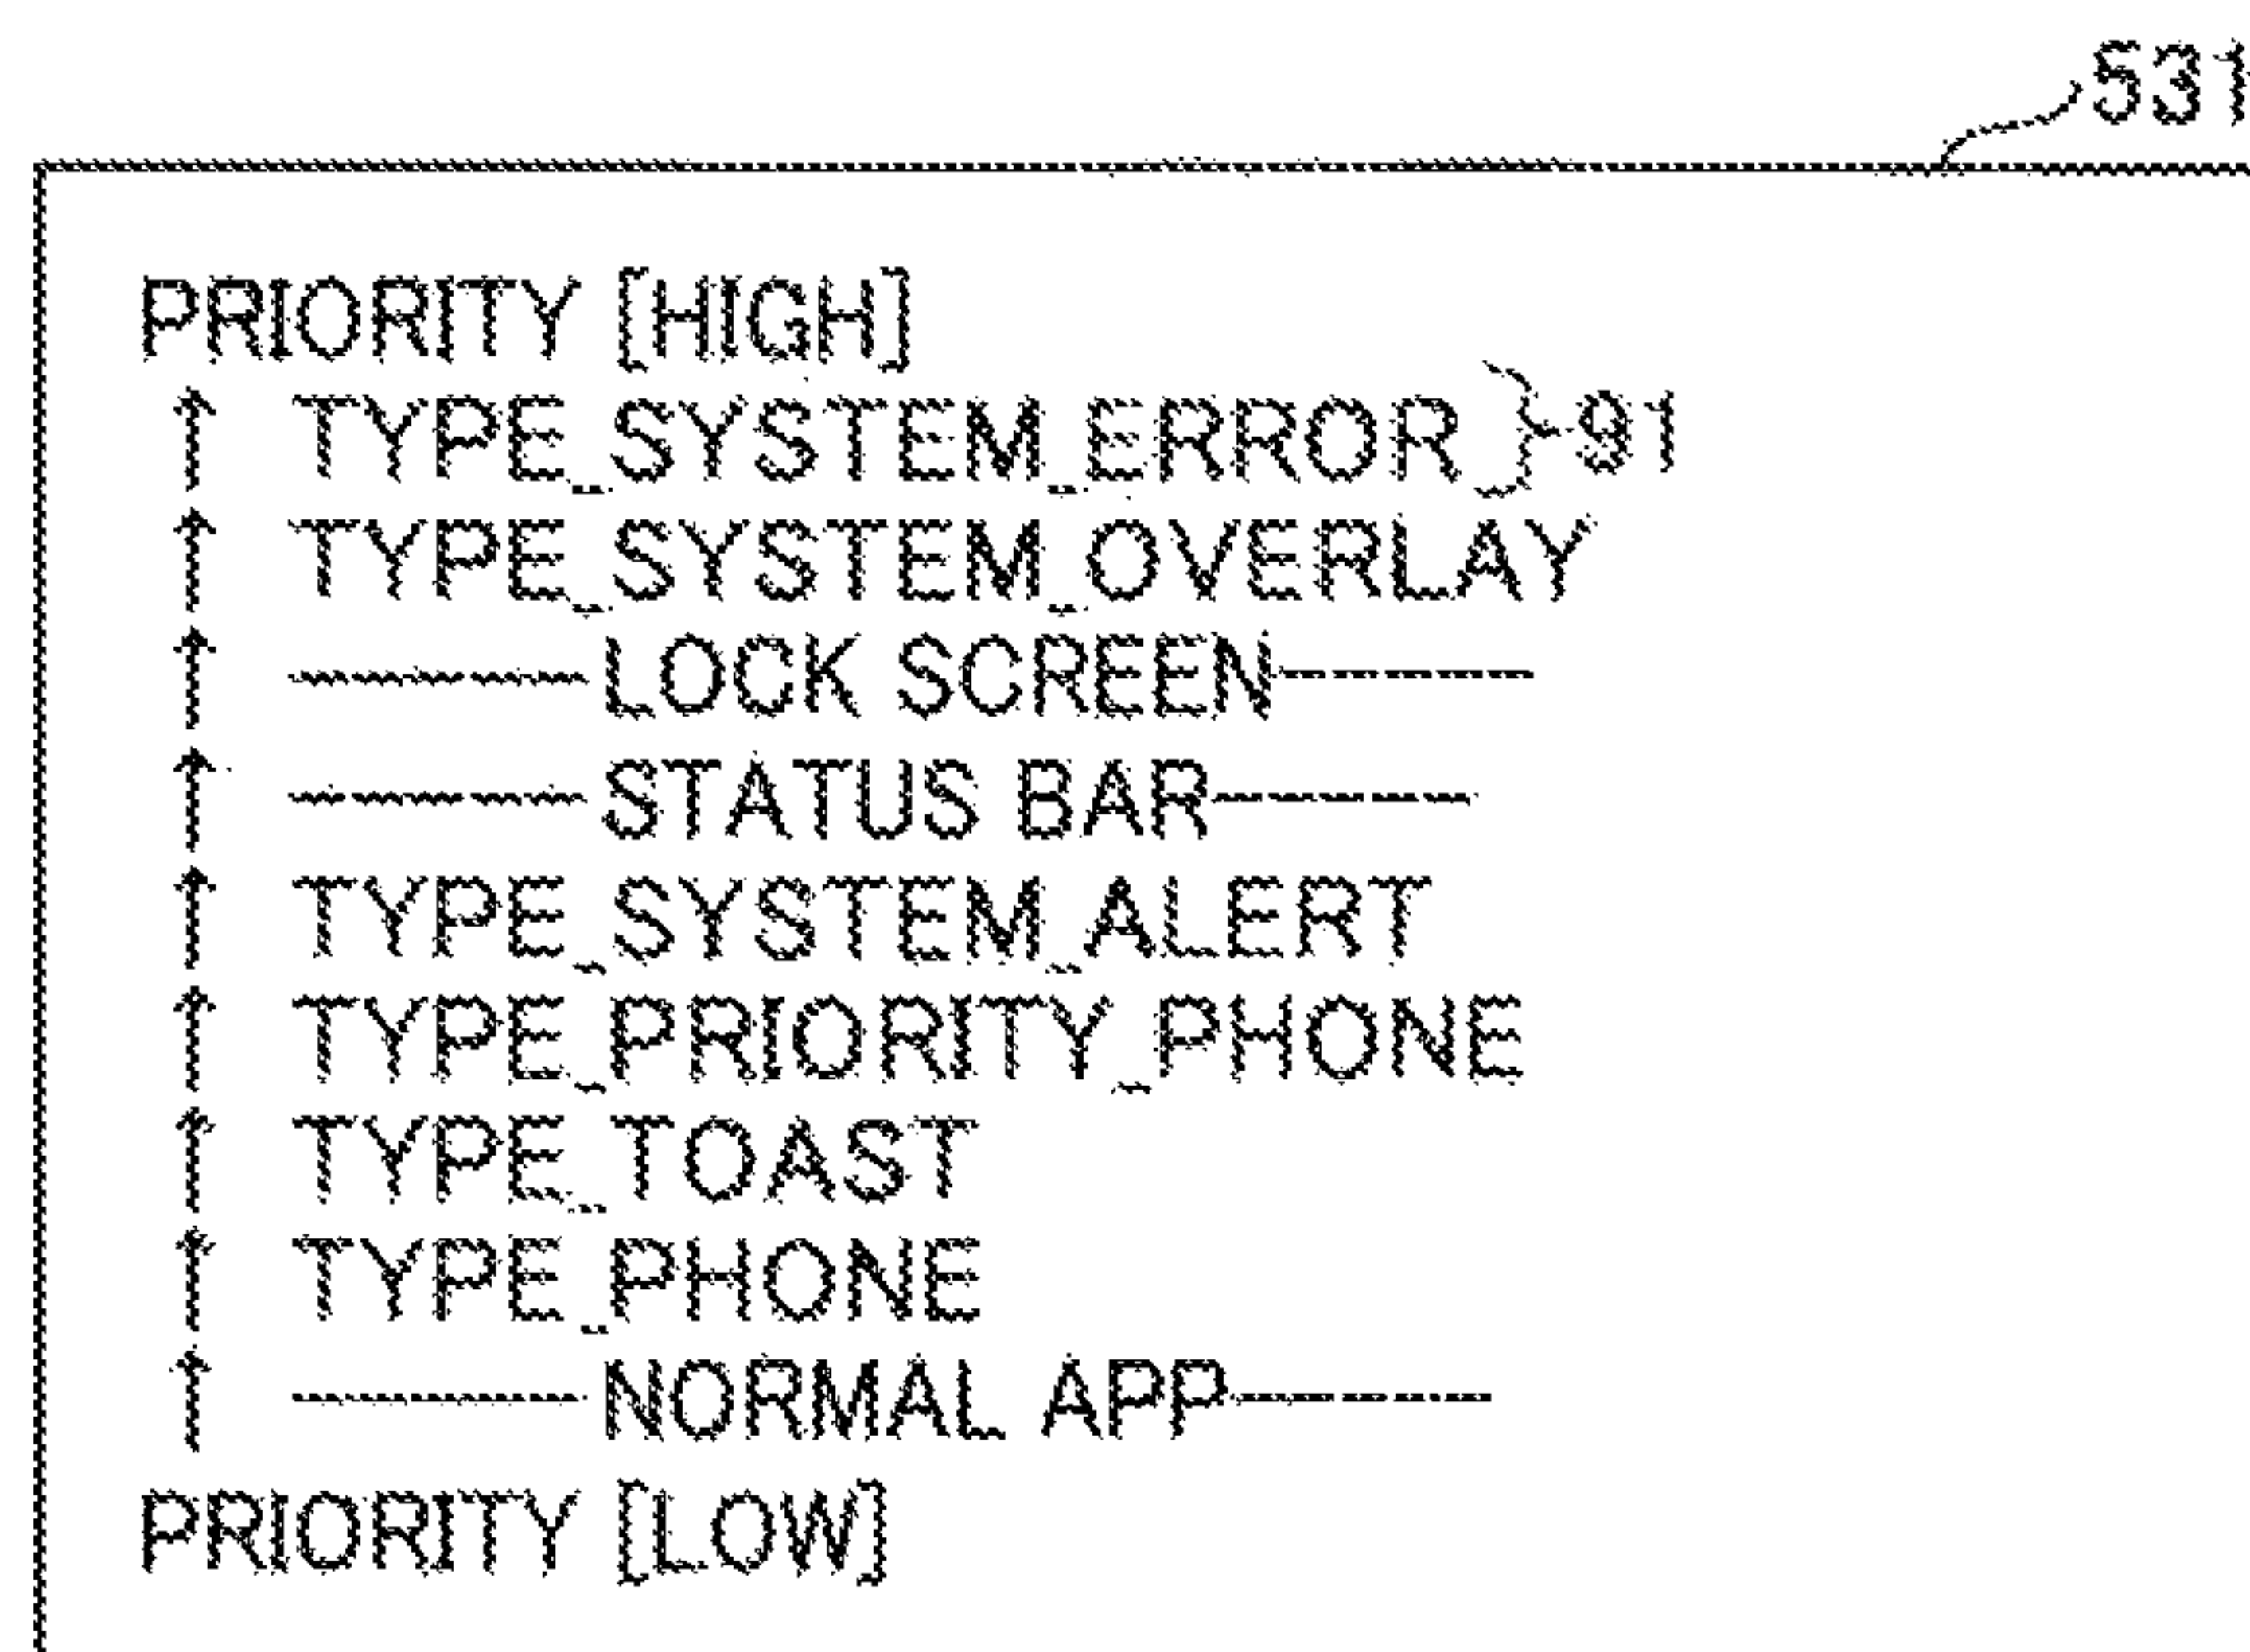 531
PRIORITY [HIGH]
↑ TYPE_SYSTEM_ERROR }91
↑ TYPE_SYSTEM_OVERLAY
↑ -----LOCK SCREEN-----
↑ -----STATUS BAR-----
↑ TYPE_SYSTEM_ALERT
↑ TYPE_PRIORITY_PHONE
↑ TYPE_TOAST
↑ TYPE_PHONE
↑ -----NORMAL APP-----
PRIORITY [LOW]